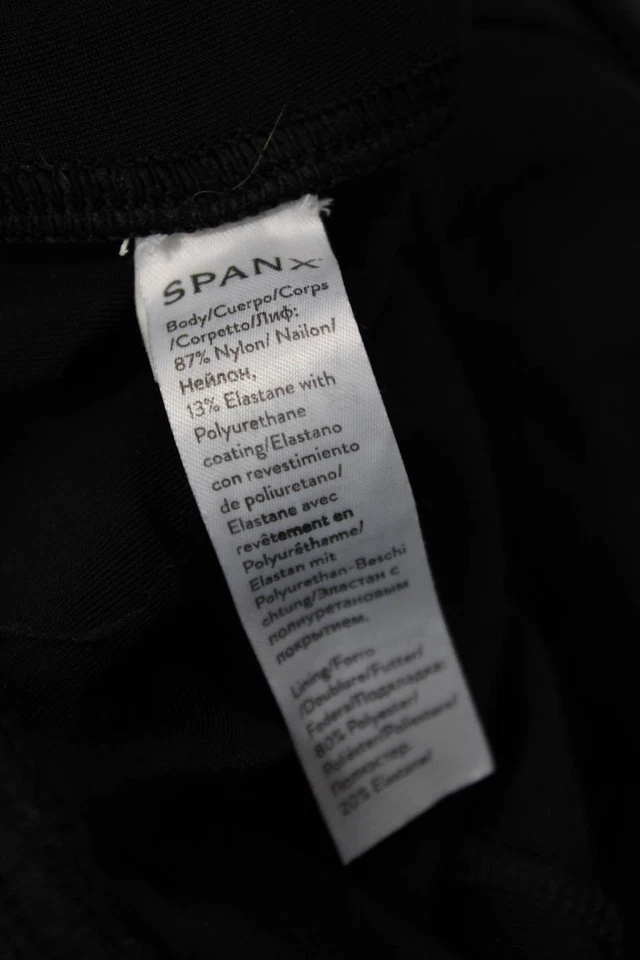 SPANX
Body/Cuerpo/Corps
/Corpetto/Лиф:
87% Nylon/ Nailon/
Нейлон,
13% Elastane with
Polyurethane
coating/Elastano
con revestimiento
de poliuretano/
Elastane avec
revêtement en
Polyuréthanne/
Elastan mit
Polyurethan-Beschi
chtung/Эластан с
полиуретановым
покрытием.
Lining/Forro
/Doublure/Futter/
Fodera/Подкладка:
80% Polyester/
Poliéster/Poliestere/
Полиэстер,
20% Elastane/